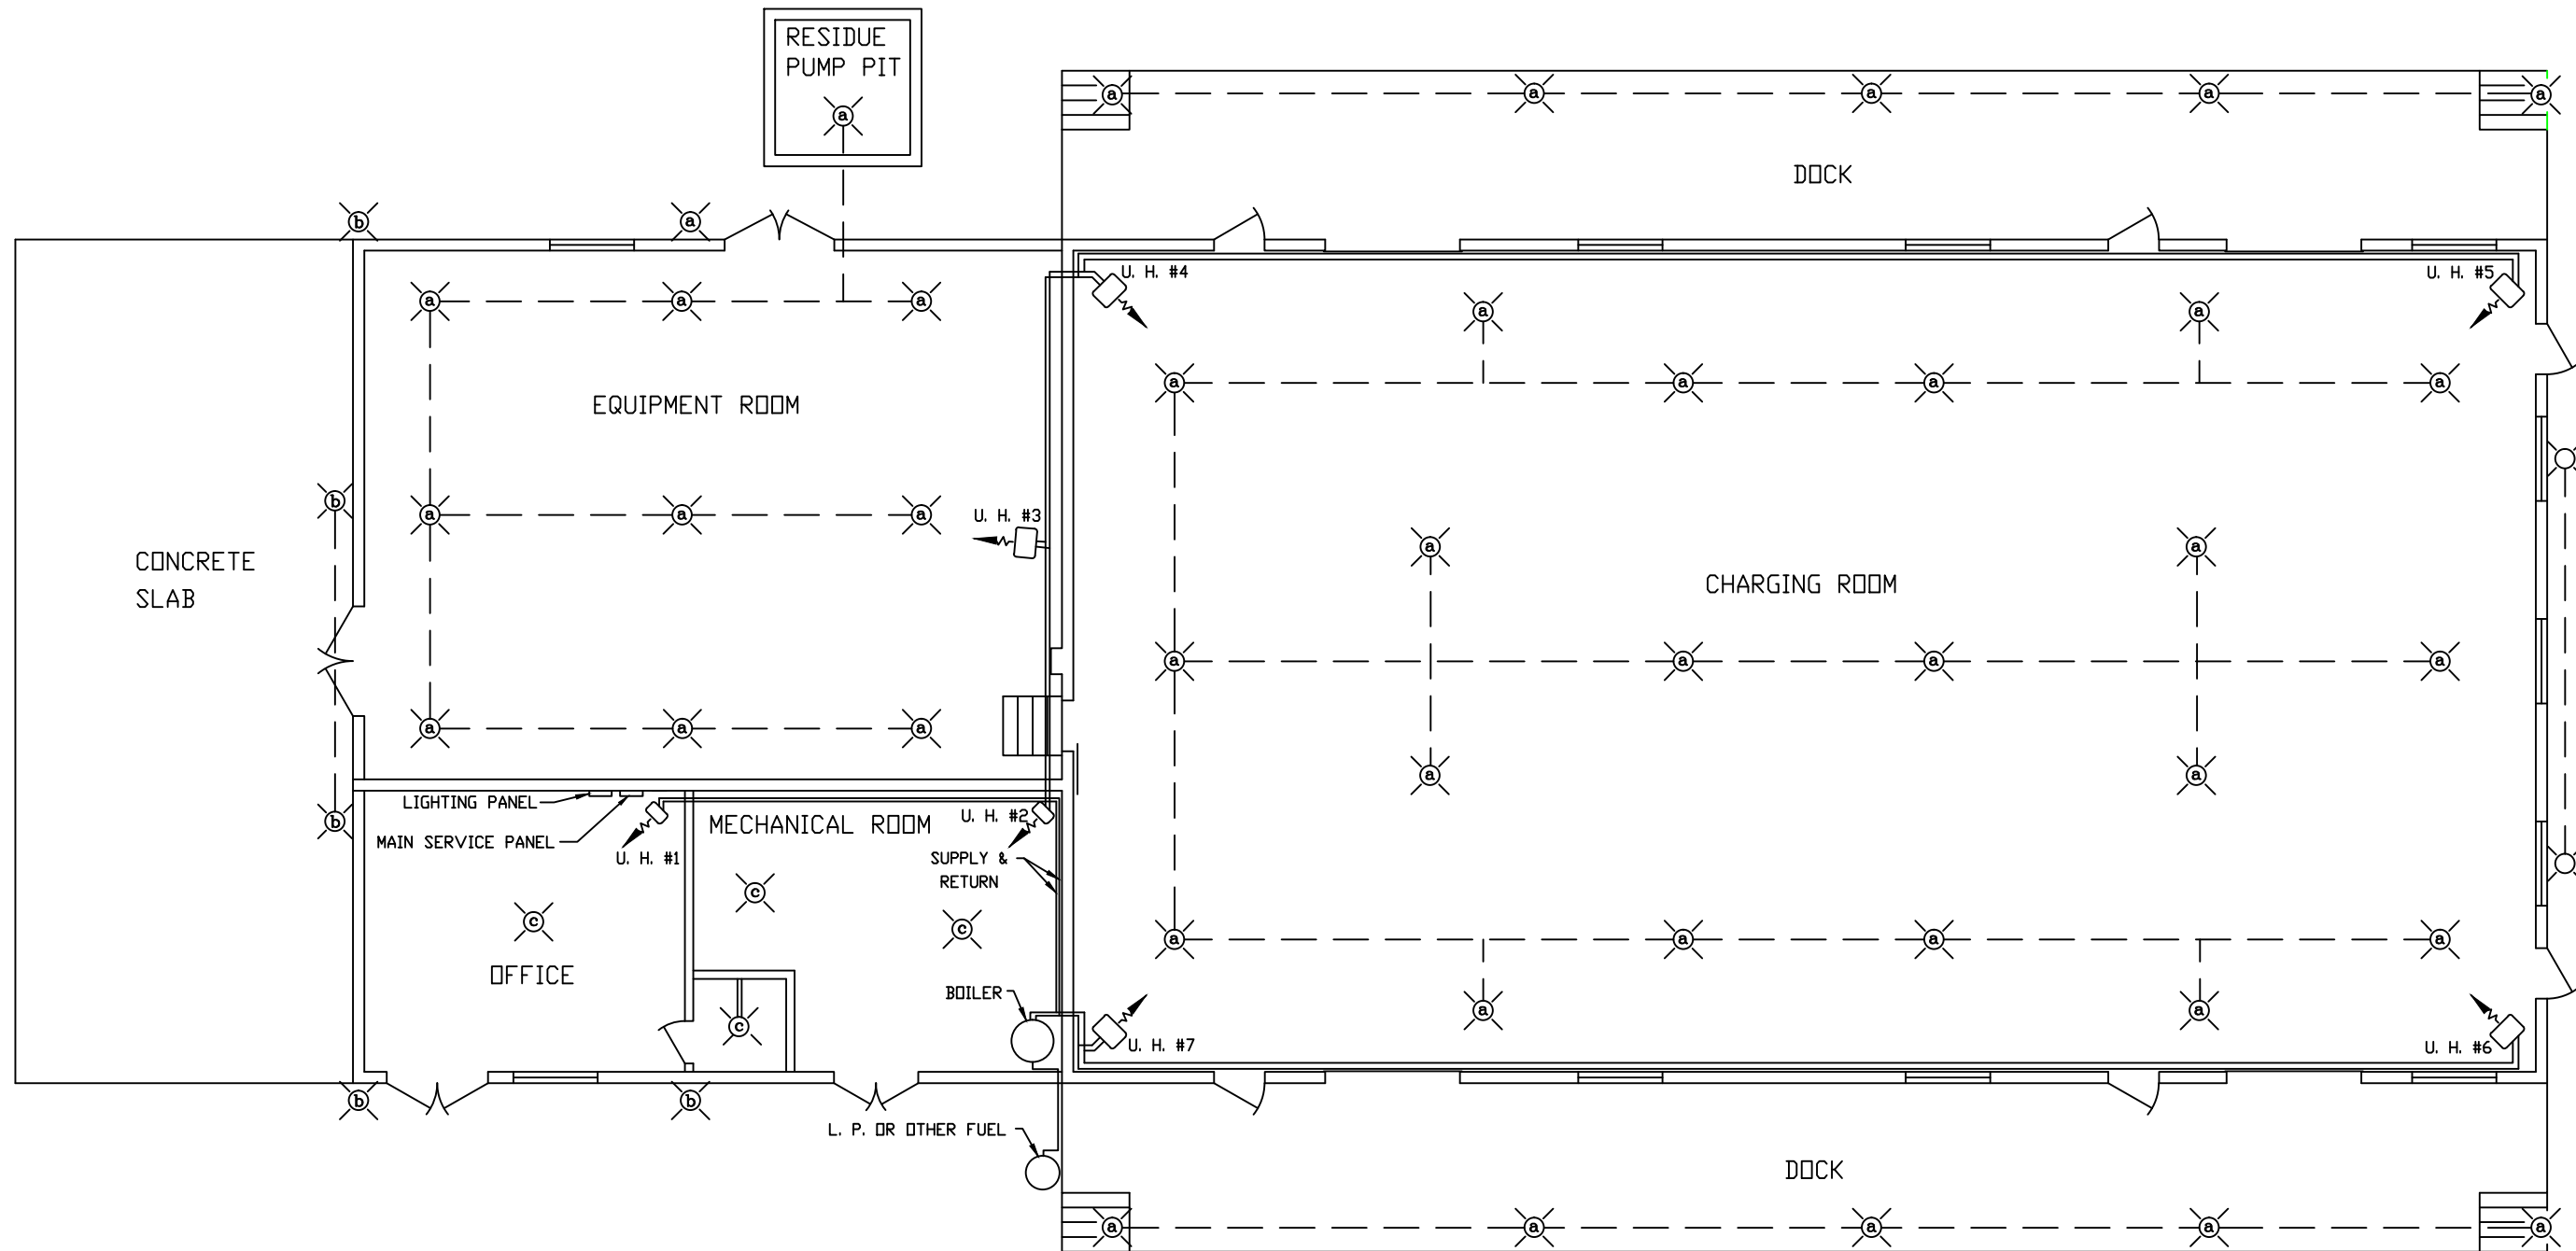 RESIDUE
PUMP PIT
a
a a a a a
DOCK
b a
U. H. #4
U. H. #5
a a a
a a
a a a a
EQUIPMENT ROOM
b
a a a
U. H. #3
a a
CONCRETE
SLAB
CHARGING ROOM
a a a a
a a a
a a
LIGHTING PANEL
b
MAIN SERVICE PANEL
U. H. #1
MECHANICAL ROOM
U. H. #2
SUPPLY &
RETURN
c
c
c
a a a a
OFFICE
BOILER
a a
c
U. H. #7
U. H. #6
b b
L. P. OR OTHER FUEL
DOCK
a a a a a